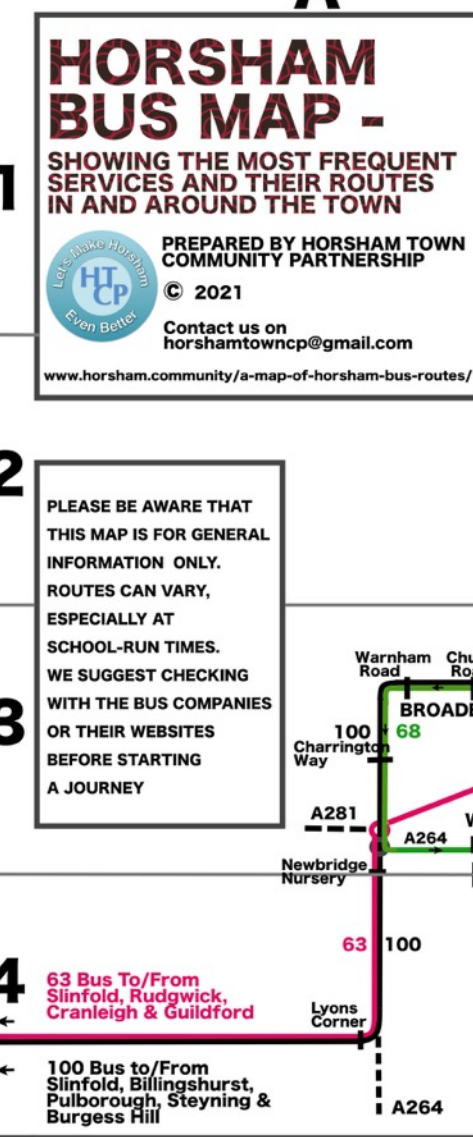 HORSHAM
BUS MAP -
SHOWING THE MOST FREQUENT
SERVICES AND THEIR ROUTES
IN AND AROUND THE TOWN
1
Let's Make Horsham
HT
CP
Even Better
PREPARED BY HORSHAM TOWN
COMMUNITY PARTNERSHIP
© 2021
Contact us on
horshamtowncp@gmail.com
www.horsham.community/a-map-of-horsham-bus-routes/
2
PLEASE BE AWARE THAT
THIS MAP IS FOR GENERAL
INFORMATION ONLY.
ROUTES CAN VARY,
ESPECIALLY AT
SCHOOL-RUN TIMES.
WE SUGGEST CHECKING
WITH THE BUS COMPANIES
OR THEIR WEBSITES
BEFORE STARTING
A JOURNEY
3
Warnham
Road
100
68
Charrington
Way
A281
A264
Newbridge
Nursery
63
100
4
63 Bus To/From
Slinfold, Rudgwick,
Cranleigh & Guildford
Lyons
Corner
100 Bus to/From
Slinfold, Billingshurst,
Pulborough, Steyning &
Burgess Hill
A264